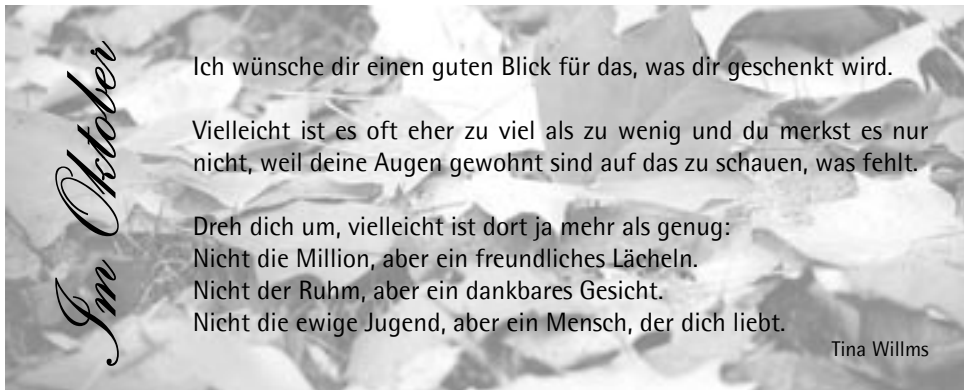 Im Oktober
Ich wünsche dir einen guten Blick für das, was dir geschenkt wird.
Vielleicht ist es oft eher zu viel als zu wenig und du merkst es nur
nicht, weil deine Augen gewohnt sind auf das zu schauen, was fehlt.
Dreh dich um, vielleicht ist dort ja mehr als genug:
Nicht die Million, aber ein freundliches Lächeln.
Nicht der Ruhm, aber ein dankbares Gesicht.
Nicht die ewige Jugend, aber ein Mensch, der dich liebt.
Tina Willms